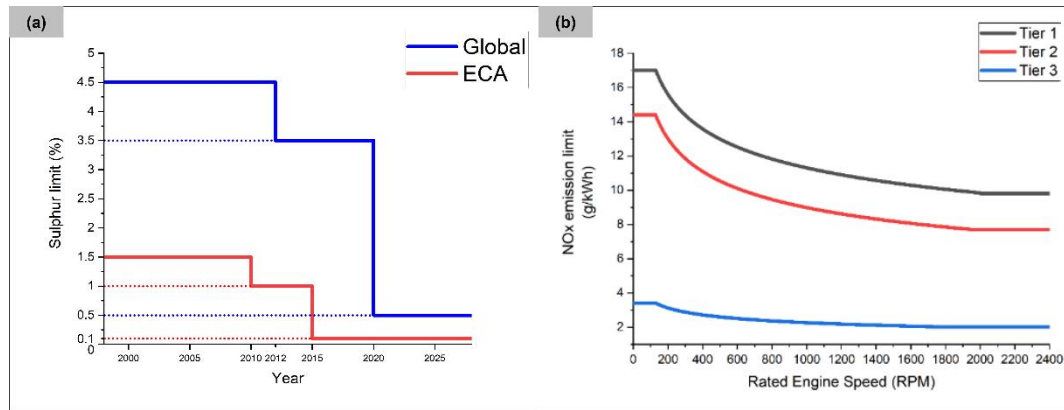 (a)
Global
ECA
5
4.5
4
3.5
3
2.5
2
1.5
1
0.5
0.1
0
Sulphur limit (%)
2000
2005
2010
2012
2015
2020
2025
Year
(b)
Tier 1
Tier 2
Tier 3
18
16
14
12
10
8
6
4
2
NOx emission limit
(g/kWh)
0 200 400 600 800 1000 1200 1400 1600 1800 2000 2200 2400
Rated Engine Speed (RPM)